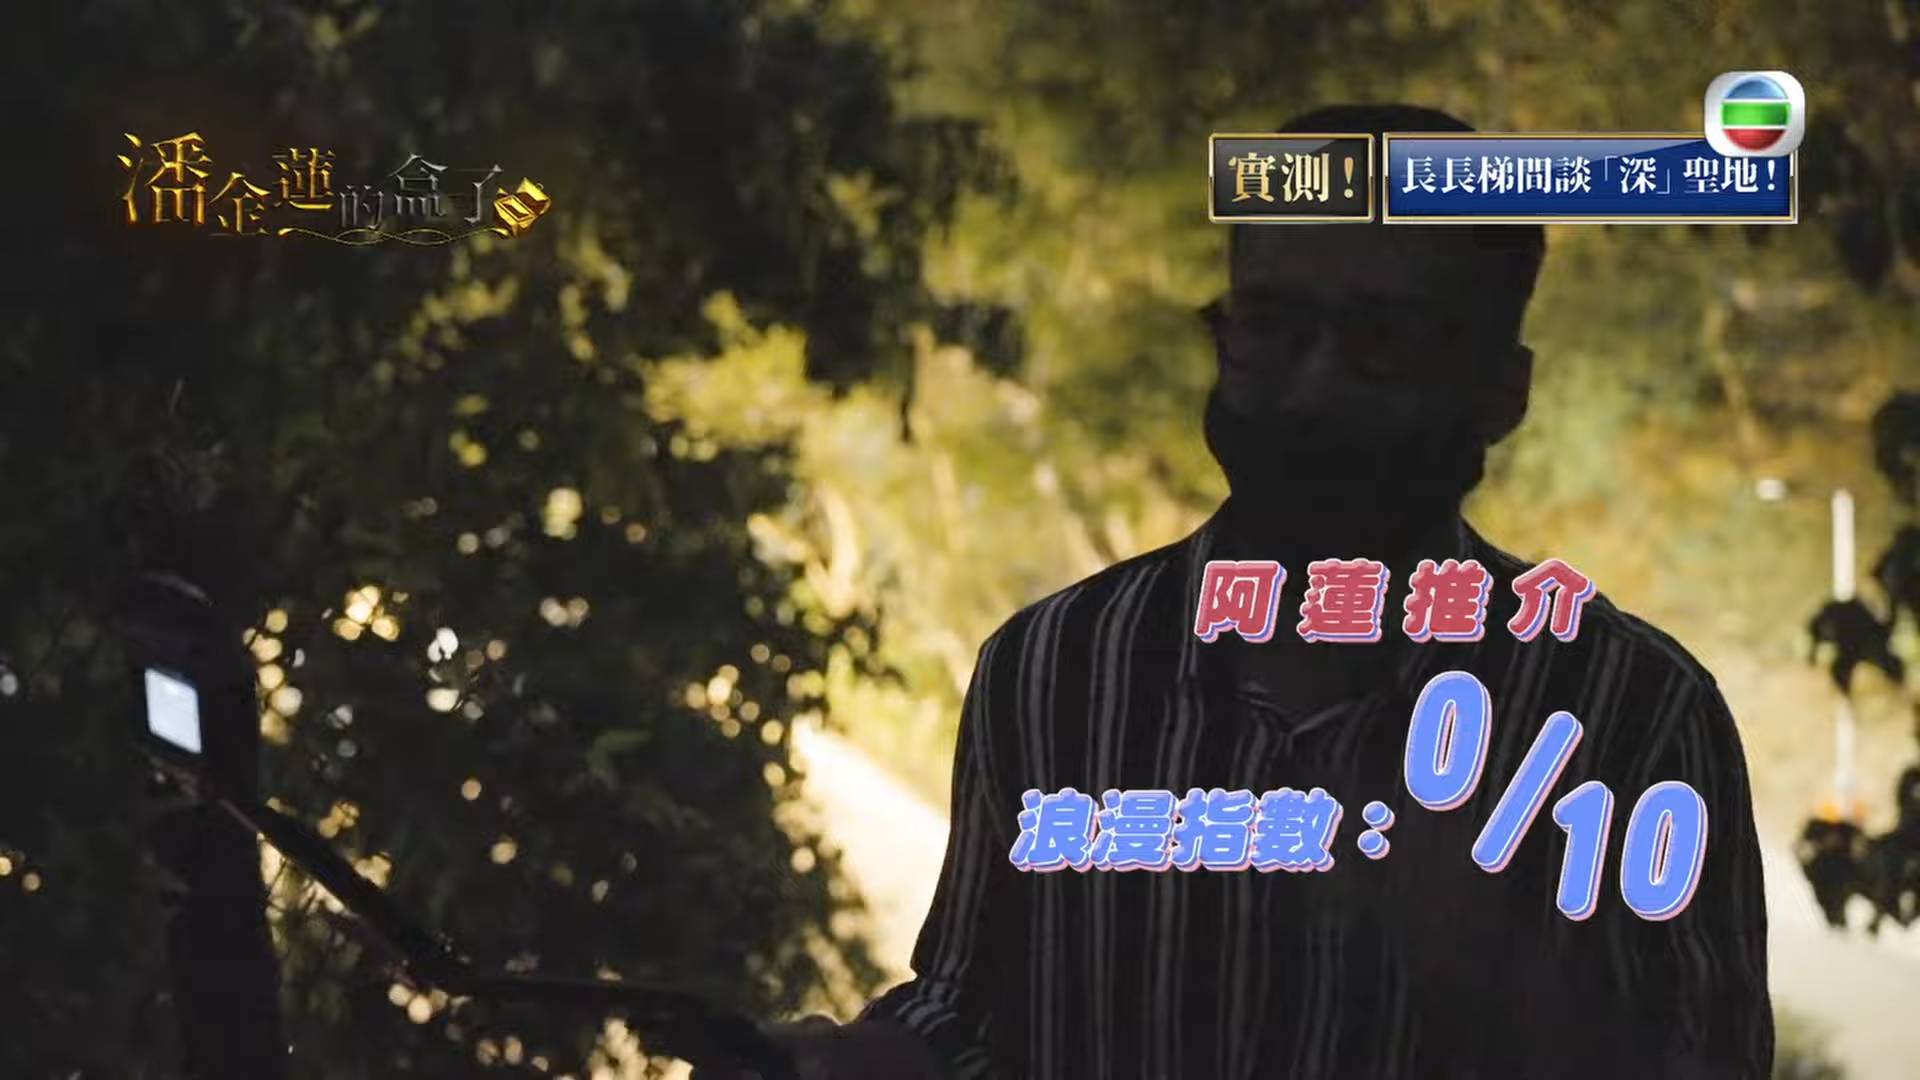 潘金蓮的盒子
實測！
長長梯間談「深」聖地！
阿蓮推介
浪漫指數：0/10